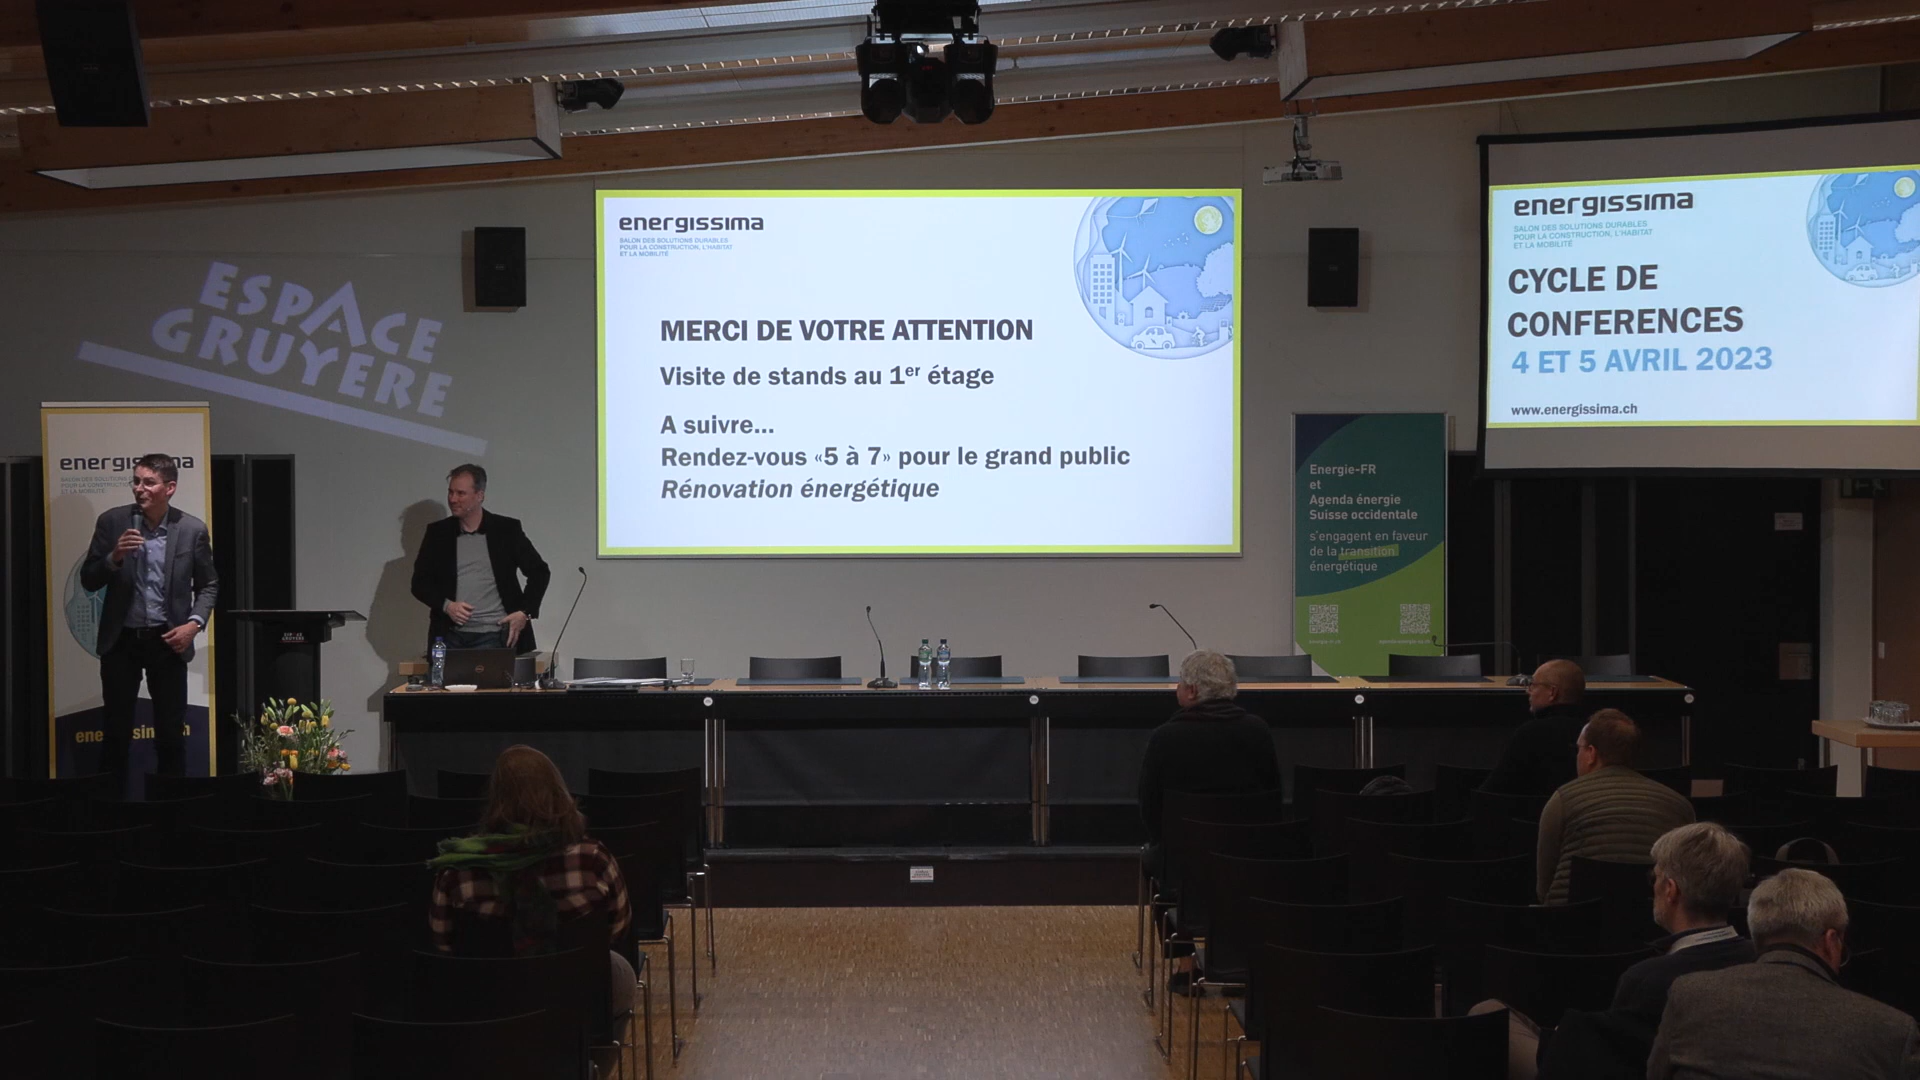 ESPACE
GRUYERE
energissima
SALON DES SOLUTIONS DURABLES
POUR LA CONSTRUCTION, L'HABITAT
ET LA MOBILITÉ
MERCI DE VOTRE ATTENTION
Visite de stands au 1er étage
A suivre...
Rendez-vous «5 à 7» pour le grand public
Rénovation énergétique
energissima
SALON DES SOLUTIONS DURABLES
POUR LA CONSTRUCTION, L'HABITAT
ET LA MOBILITÉ
CYCLE DE
CONFERENCES
4 ET 5 AVRIL 2023
www.energissima.ch
Energie-FR
et
Agenda énergie
Suisse occidentale
s'engagent en faveur
de la transition
énergétique
ESPACE
GRUYERE